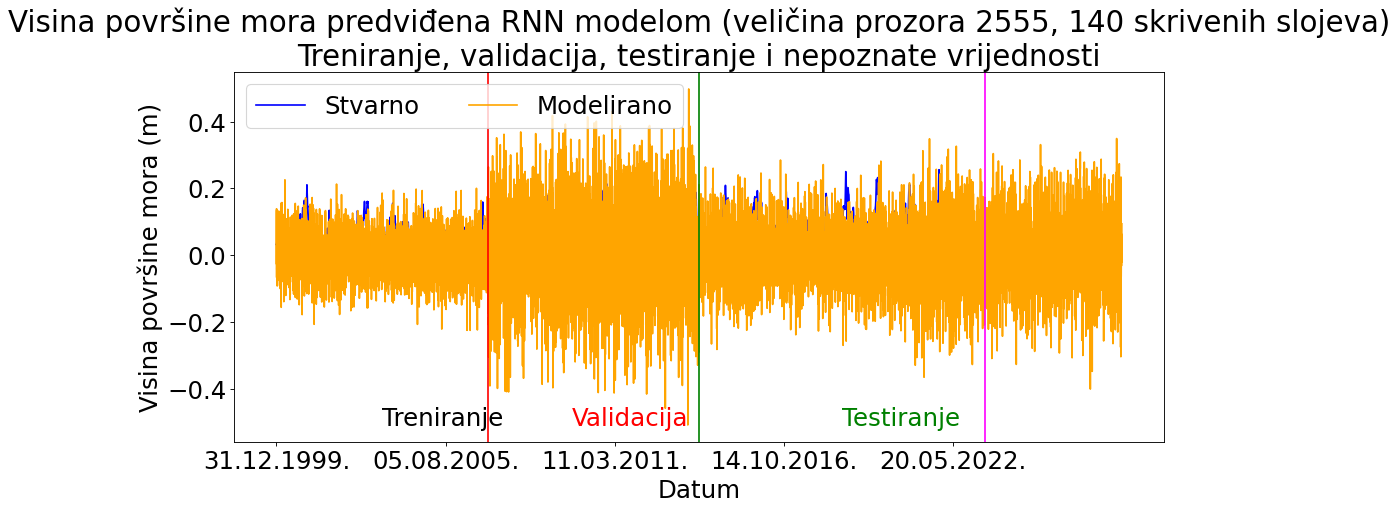 Visina površine mora predviđena RNN modelom (veličina prozora 2555, 140 skrivenih slojeva)
Treniranje, validacija, testiranje i nepoznate vrijednosti
Stvarno Modelirano
Visina površine mora (m)
0.4
0.2
0.0
−0.2
−0.4
Treniranje Validacija Testiranje
31.12.1999. 05.08.2005. 11.03.2011. 14.10.2016. 20.05.2022.
Datum